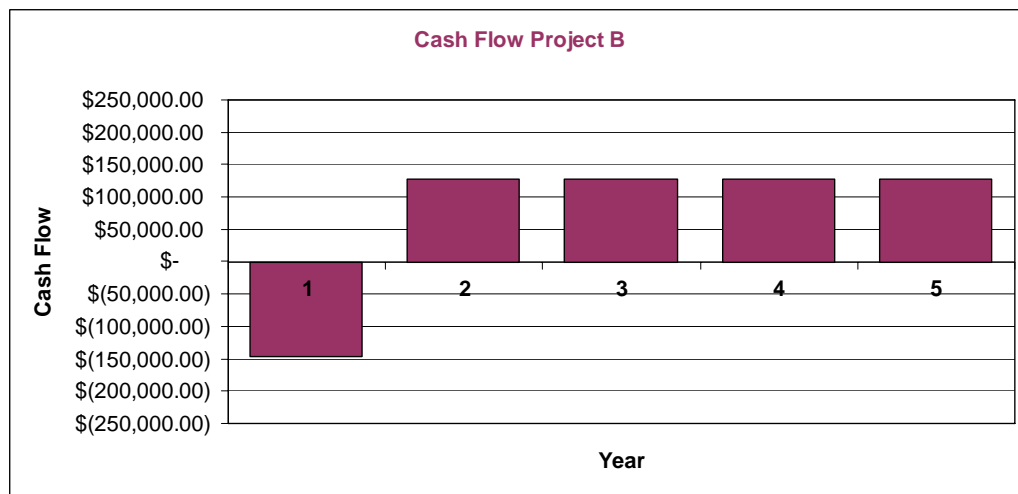 Cash Flow Project B
$250,000.00
$200,000.00
$150,000.00
$100,000.00
$50,000.00
$-
$(50,000.00)
$(100,000.00)
$(150,000.00)
$(200,000.00)
$(250,000.00)
Cash Flow
1 2 3 4 5
Year